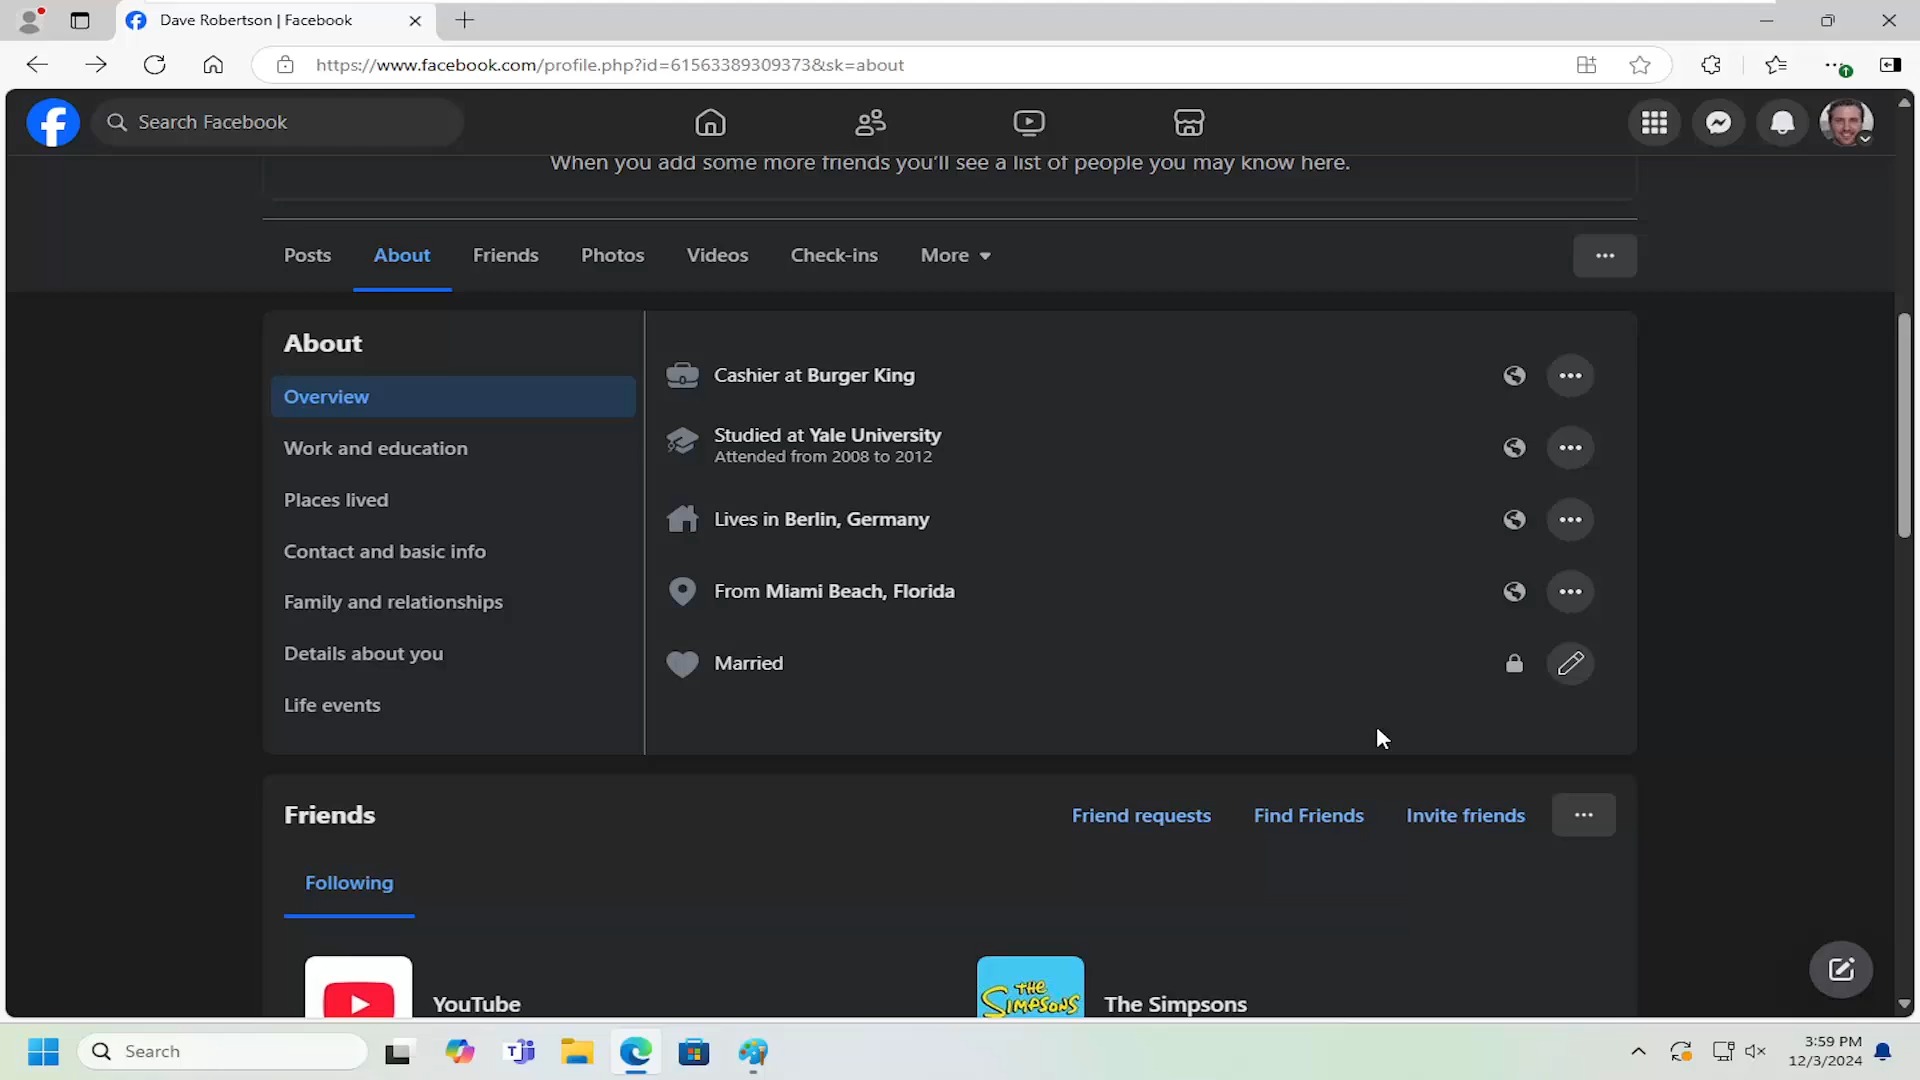 Dave Robertson | Facebook
https://www.facebook.com/profile.php?id=61563389309373&sk=about
Search Facebook
When you add some more friends you'll see a list of people you may know here.
Posts About Friends Photos Videos Check-ins More
About
Overview
Work and education
Places lived
Contact and basic info
Family and relationships
Details about you
Life events
Cashier at Burger King
Studied at Yale University
Attended from 2008 to 2012
Lives in Berlin, Germany
From Miami Beach, Florida
Married
Friends
Friend requests Find Friends Invite friends
Following
YouTube
THE SIMPSONS
The Simpsons
Search
3:59 PM
12/3/2024